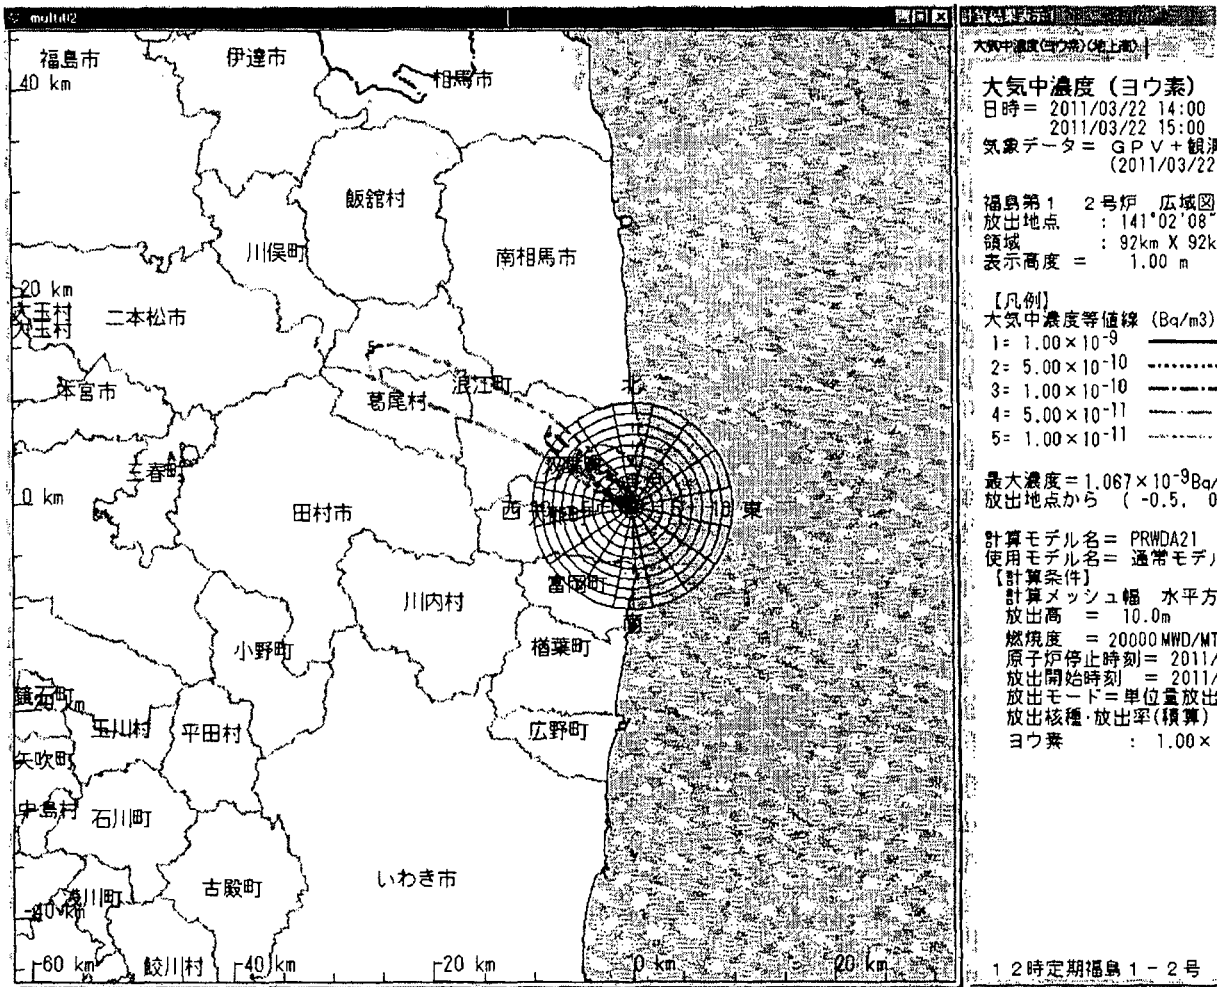 multi02
計算結果表示
大気中濃度(ヨウ素)(地上高)
福島市
伊達市
相馬市
40 km
飯舘村
川俣町
南相馬市
20 km
大玉村
大玉村
二本松市
本宮市
浪江町
葛尾村
北
三春町
0 km
田村市
西
東
富岡町
川内村
南
楢葉町
小野町
鏡石町
玉川村
平田村
広野町
矢吹町
中島村
石川町
いわき市
古殿町
浅川町
-40 km
鮫川村
-60 km
-40 km
-20 km
0 km
20 km
大気中濃度(ヨウ素)
日時= 2011/03/22 14:00
2011/03/22 15:00
気象データ= GPV+観測
(2011/03/22
福島第1 2号炉 広域図
放出地点 : 141°02'08"
領域 : 92km X 92k
表示高度 = 1.00 m
【凡例】
大気中濃度等値線 (Bq/m3)
1= 1.00×10-9
2= 5.00×10-10
3= 1.00×10-10
4= 5.00×10-11
5= 1.00×10-11
最大濃度=1.067×10-9Bq/
放出地点から ( -0.5, 0
計算モデル名= PRWDA21
使用モデル名= 通常モデル
【計算条件】
計算メッシュ幅 水平方
放出高 = 10.0m
燃焼度 = 20000MWD/MT
原子炉停止時刻= 2011/
放出開始時刻 = 2011/
放出モード=単位量放出
放出核種・放出率(積算)
ヨウ素 : 1.00×
12時定期福島1-2号